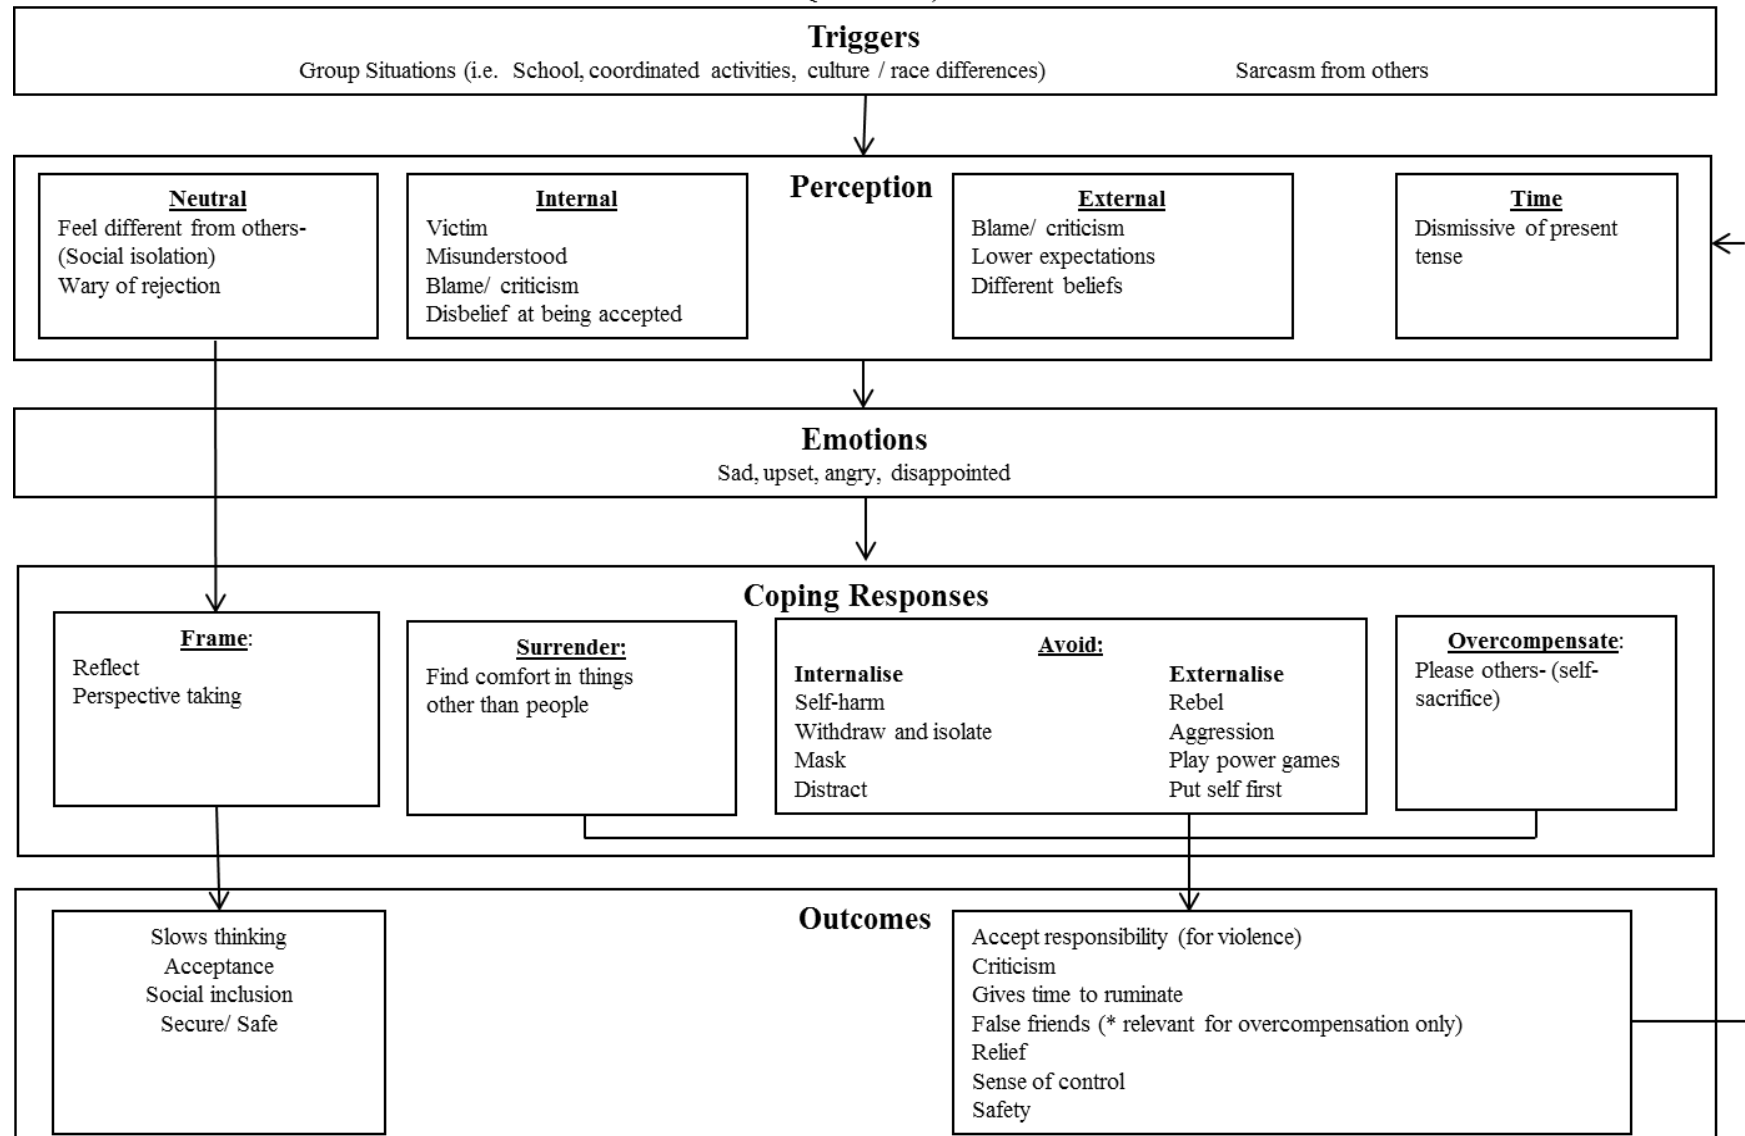 Triggers
Group Situations (i.e. School, coordinated activities, culture / race differences) Sarcasm from others
Perception
Neutral
Feel different from others-
(Social isolation)
Wary of rejection
Internal
Victim
Misunderstood
Blame/ criticism
Disbelief at being accepted
External
Blame/ criticism
Lower expectations
Different beliefs
Time
Dismissive of present
tense
Emotions
Sad, upset, angry, disappointed
Coping Responses
Frame:
Reflect
Perspective taking
Surrender:
Find comfort in things
other than people
Avoid:
Internalise
Self-harm
Withdraw and isolate
Mask
Distract
Externalise
Rebel
Aggression
Play power games
Put self first
Overcompensate:
Please others- (self-
sacrifice)
Outcomes
Slows thinking
Acceptance
Social inclusion
Secure/ Safe
Accept responsibility (for violence)
Criticism
Gives time to ruminate
False friends (* relevant for overcompensation only)
Relief
Sense of control
Safety